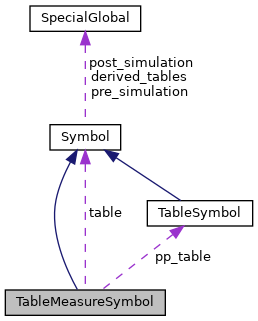 SpecialGlobal
post_simulation
derived_tables
pre_simulation
Symbol
table
TableSymbol
pp_table
TableMeasureSymbol